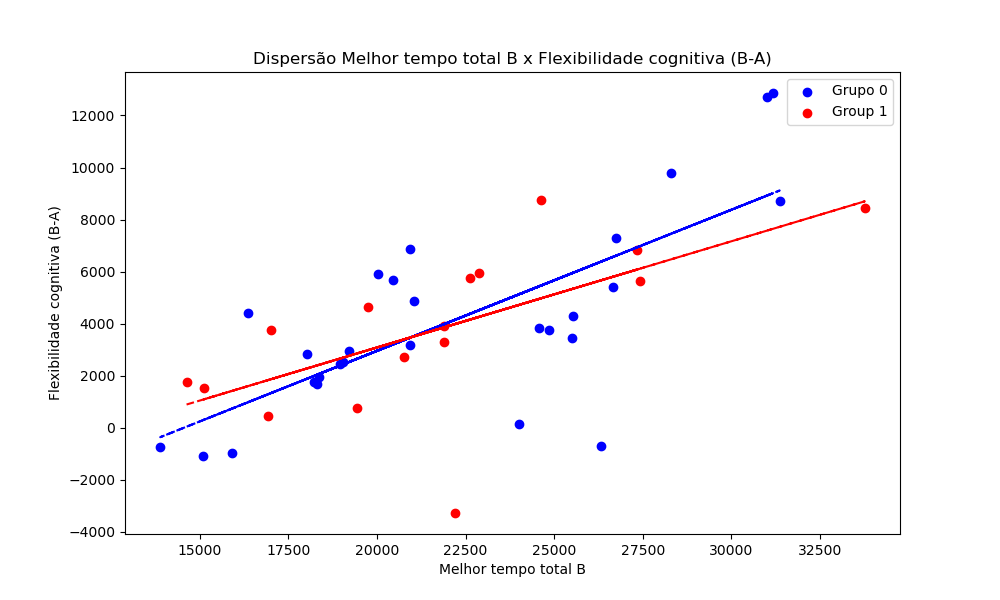 Dispersão Melhor tempo total B x Flexibilidade cognitiva (B-A)
Grupo 0
Group 1
Flexibilidade cognitiva (B-A)
12000
10000
8000
6000
4000
2000
0
−2000
−4000
15000 17500 20000 22500 25000 27500 30000 32500
Melhor tempo total B